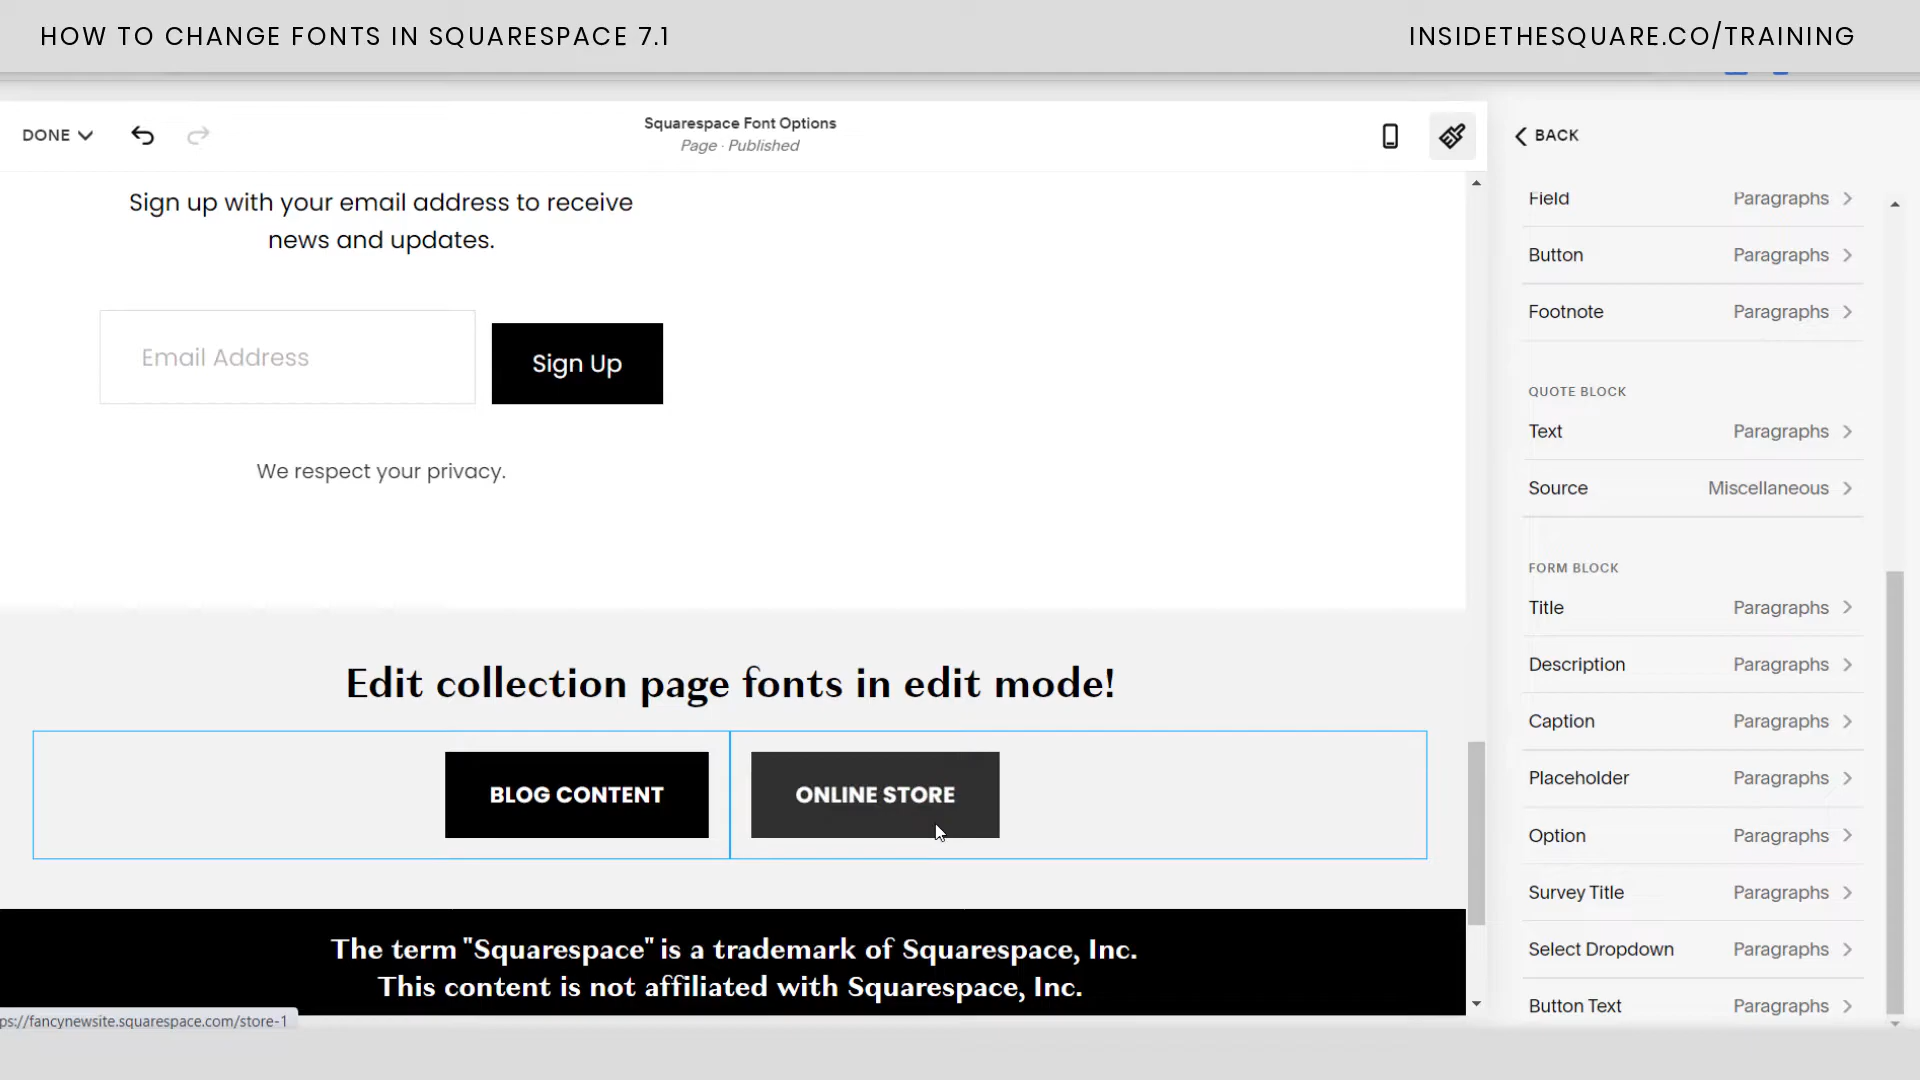 HOW TO CHANGE FONTS IN SQUARESPACE 7.1
INSIDETHESQUARE.CO/TRAINING
DONE
Squarespace Font Options
Page · Published
BACK
Sign up with your email address to receive
news and updates.
Email Address
Sign Up
We respect your privacy.
Edit collection page fonts in edit mode!
BLOG CONTENT
ONLINE STORE
The term "Squarespace" is a trademark of Squarespace, Inc.
This content is not affiliated with Squarespace, Inc.
ps://fancynewsite.squarespace.com/store-1
Field Paragraphs
Button Paragraphs
Footnote Paragraphs
QUOTE BLOCK
Text Paragraphs
Source Miscellaneous
FORM BLOCK
Title Paragraphs
Description Paragraphs
Caption Paragraphs
Placeholder Paragraphs
Option Paragraphs
Survey Title Paragraphs
Select Dropdown Paragraphs
Button Text Paragraphs